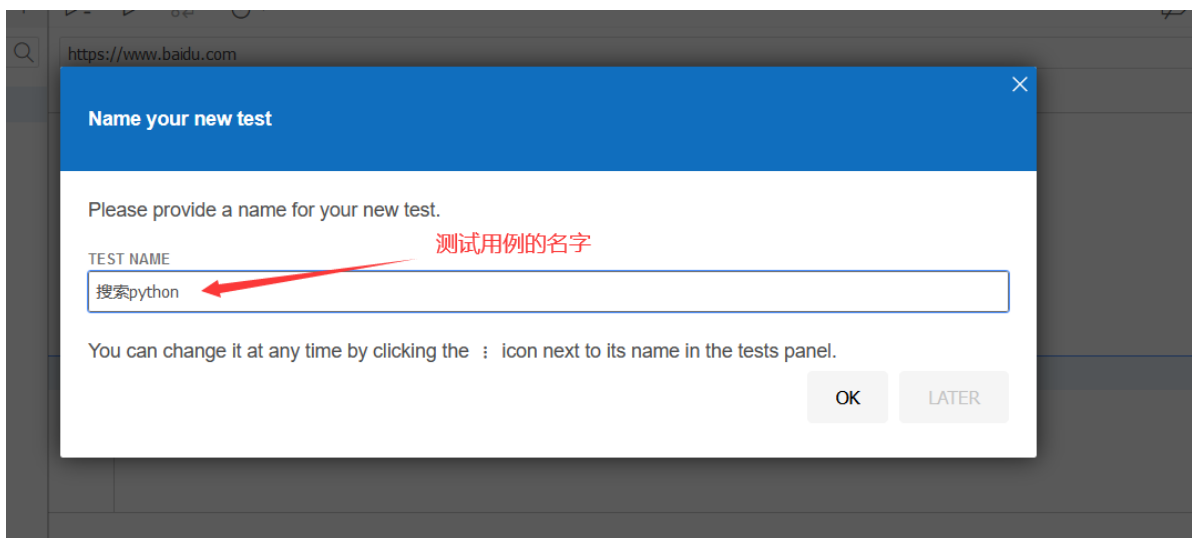 https://www.baidu.com
Name your new test
Please provide a name for your new test.
测试用例的名字
TEST NAME
搜索python
You can change it at any time by clicking the ⋮ icon next to its name in the tests panel.
OK
LATER